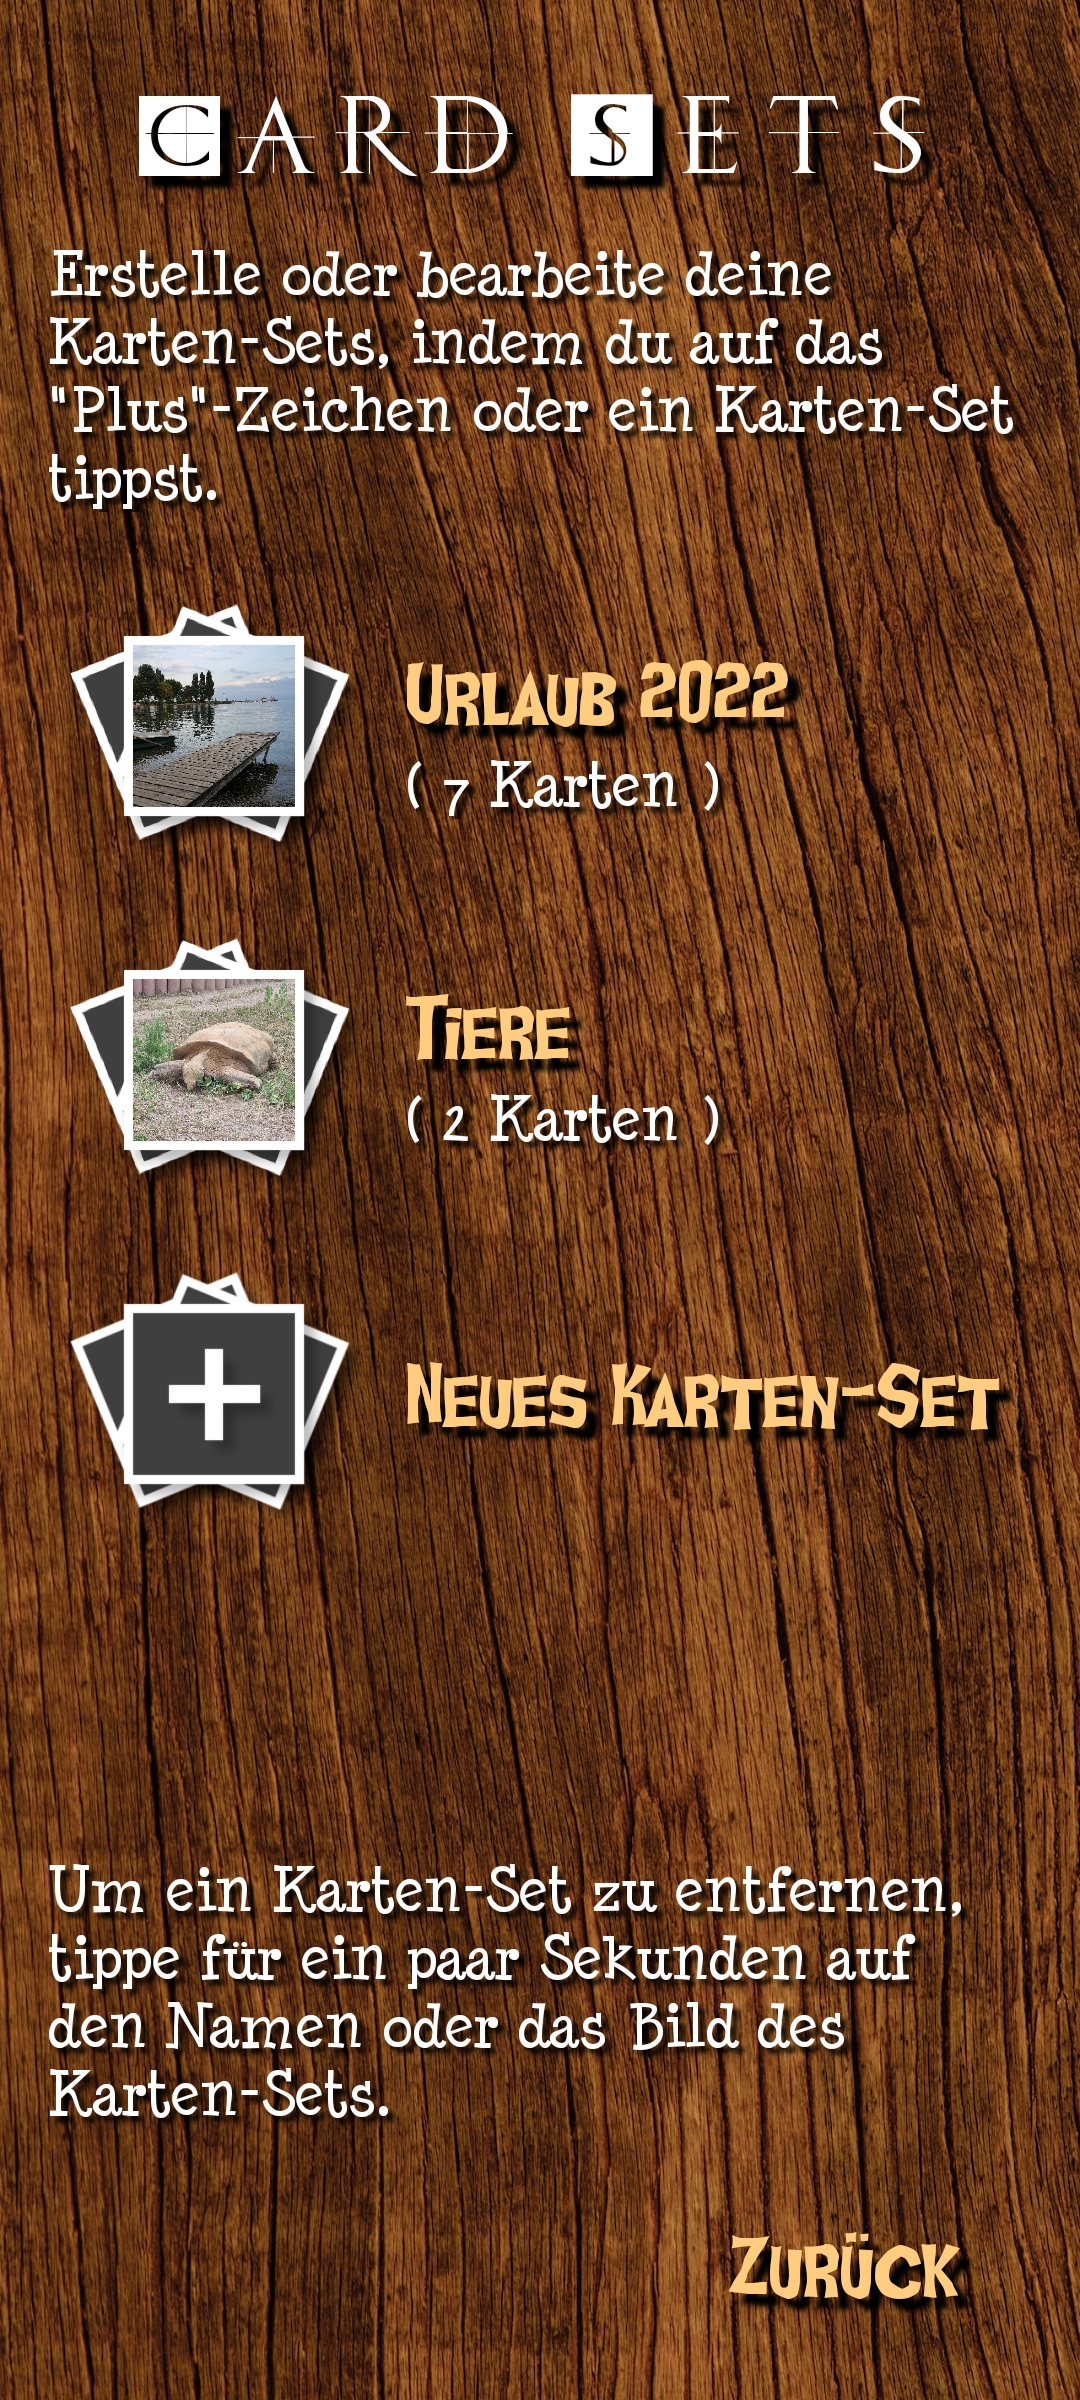 Card Sets
Erstelle oder bearbeite deine
Karten-Sets, indem du auf das
"Plus"-Zeichen oder ein Karten-Set
tippst.
Urlaub 2022
( 7 Karten )
Tiere
( 2 Karten )
Neues Karten-Set
Um ein Karten-Set zu entfernen,
tippe für ein paar Sekunden auf
den Namen oder das Bild des
Karten-Sets.
Zurück